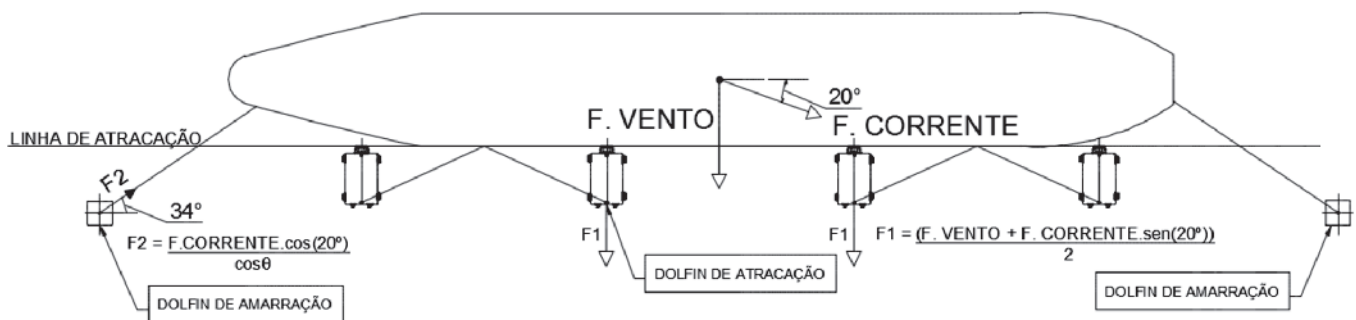 20°
F. VENTO
F. CORRENTE
LINHA DE ATRACAÇÃO
F2
34°
F2 = F.CORRENTE.cos(20°)
cosθ
F1
F1
F1 = (F. VENTO + F. CORRENTE.sen(20°))
2
DOLFIN DE ATRACAÇÃO
DOLFIN DE AMARRAÇÃO
DOLFIN DE AMARRAÇÃO